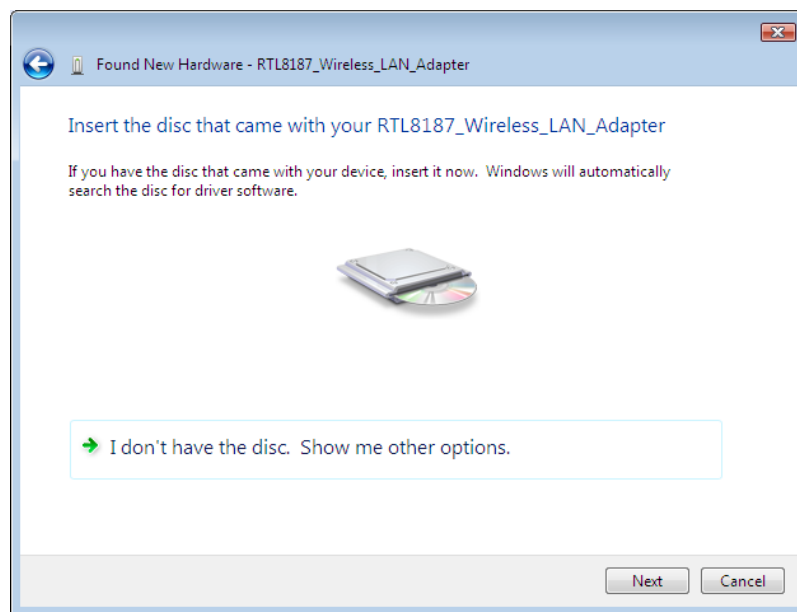 Found New Hardware - RTL8187_Wireless_LAN_Adapter
Insert the disc that came with your RTL8187_Wireless_LAN_Adapter
If you have the disc that came with your device, insert it now.  Windows will automatically
search the disc for driver software.
I don't have the disc.  Show me other options.
Next Cancel